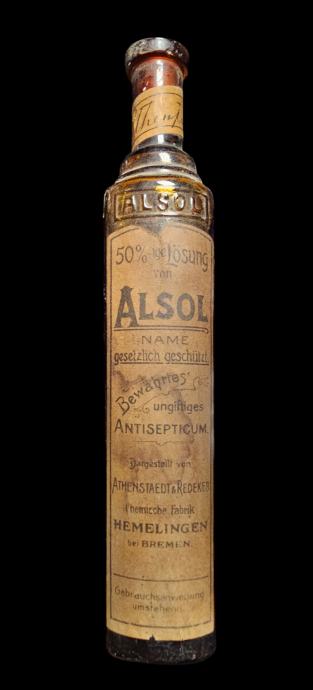 ALSOL
50%ige Lösung
von
ALSOL
NAME
gesetzlich geschützt.
Bewährtes
ungiftiges
ANTISEPTICUM.
Dargestellt von
ATHENSTAEDT & REDEKER
Chemische Fabrik
HEMELINGEN
bei BREMEN.
Gebrauchsanweisung
umstehend.